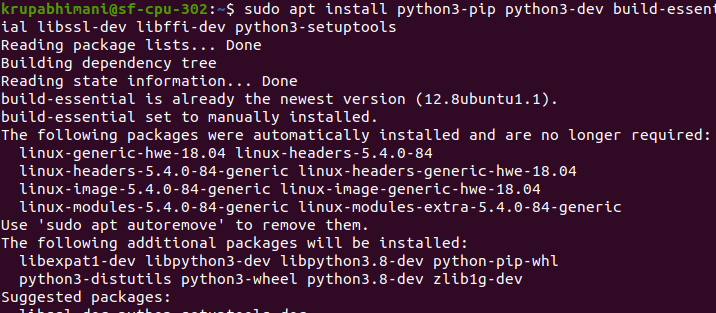 krupabhimani@sf-cpu-302:~$ sudo apt install python3-pip python3-dev build-essent
ial libssl-dev libffi-dev python3-setuptools
Reading package lists... Done
Building dependency tree
Reading state information... Done
build-essential is already the newest version (12.8ubuntu1.1).
build-essential set to manually installed.
The following packages were automatically installed and are no longer required:
  linux-generic-hwe-18.04 linux-headers-5.4.0-84
  linux-headers-5.4.0-84-generic linux-headers-generic-hwe-18.04
  linux-image-5.4.0-84-generic linux-image-generic-hwe-18.04
  linux-modules-5.4.0-84-generic linux-modules-extra-5.4.0-84-generic
Use 'sudo apt autoremove' to remove them.
The following additional packages will be installed:
  libexpat1-dev libpython3-dev libpython3.8-dev python-pip-whl
  python3-distutils python3-wheel python3.8-dev zlib1g-dev
Suggested packages: